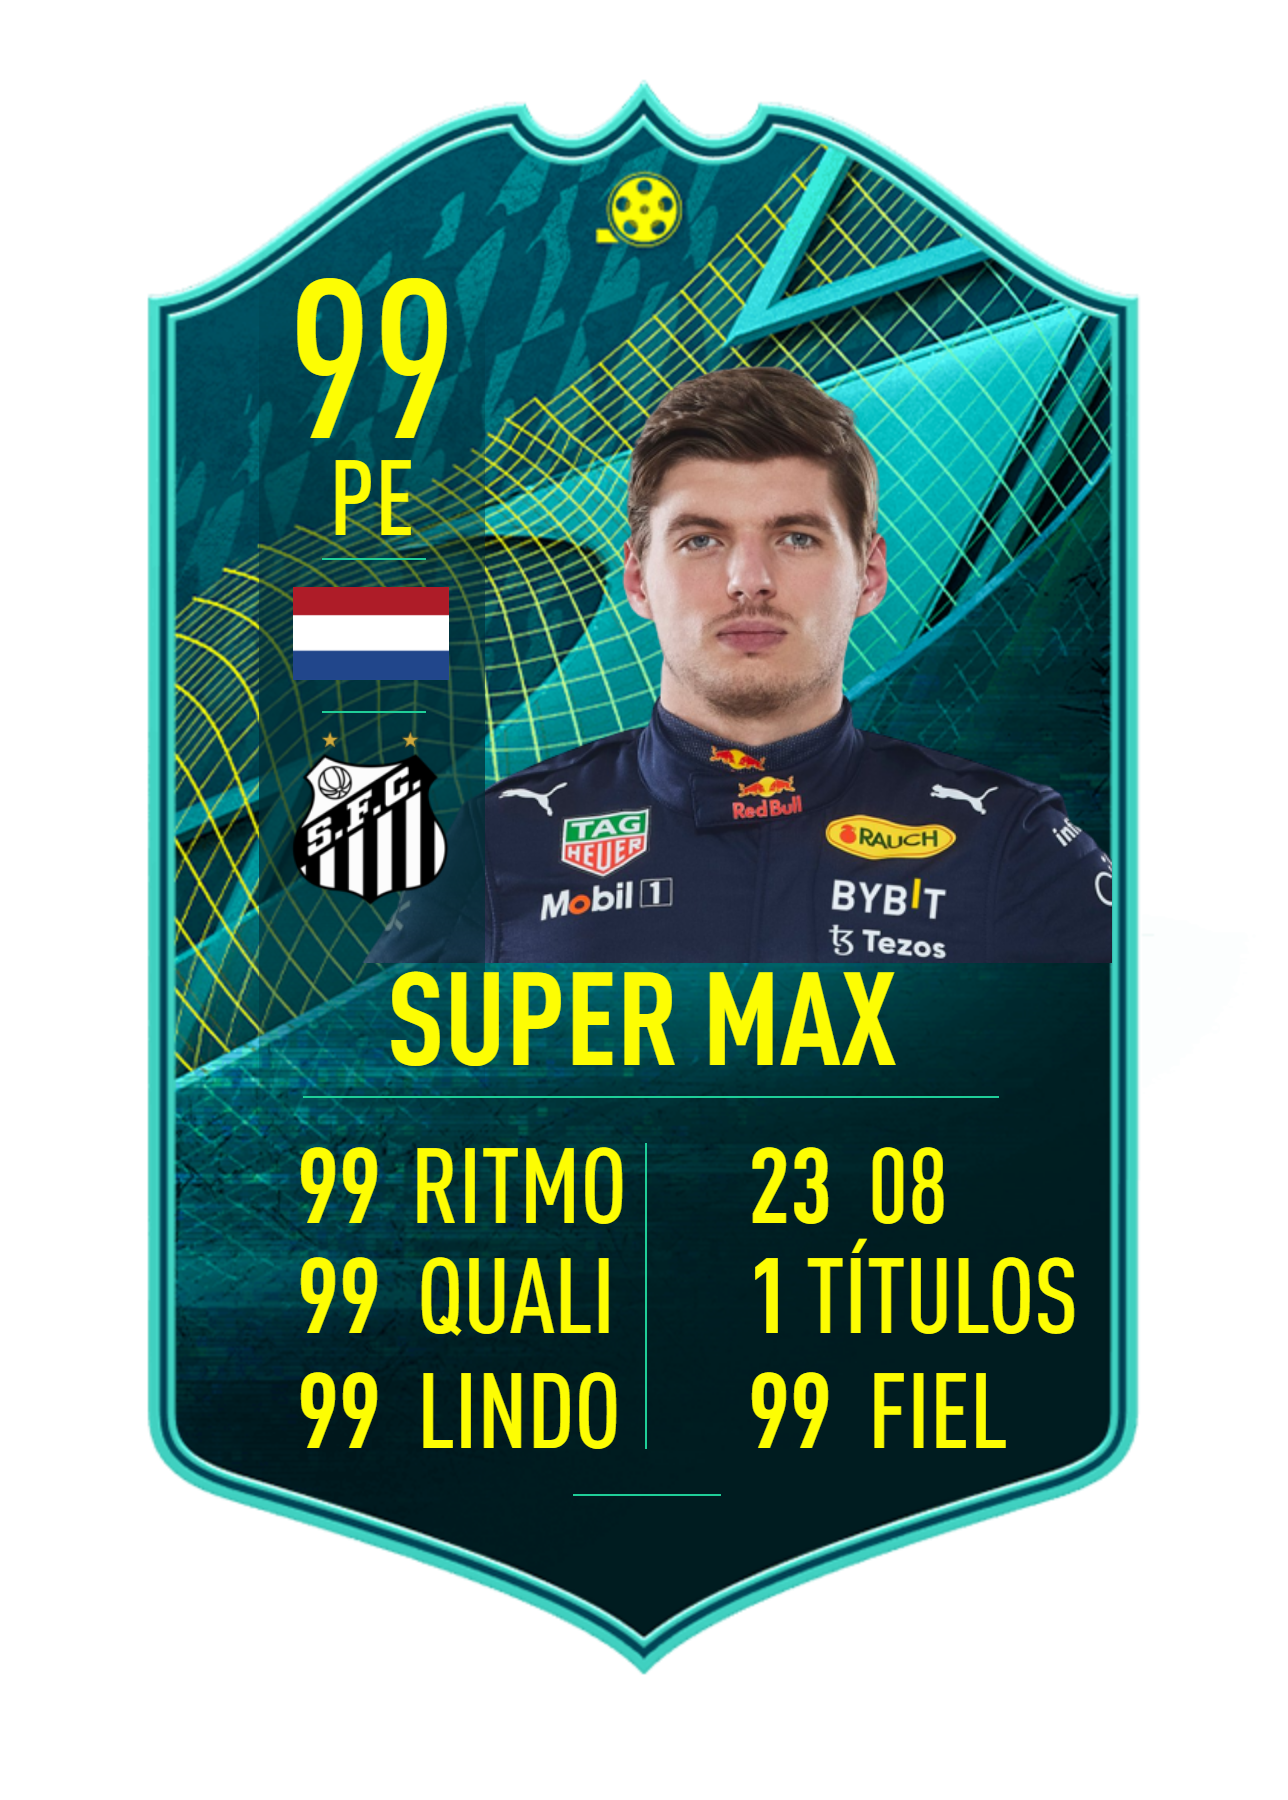 99
PE
S.F.C.
Red Bull
TAG
HEUER
RAUCH
Mobil 1
BYBIT
Tezos
SUPER MAX
99 RITMO
23 08
99 QUALI
1 TÍTULOS
99 LINDO
99 FIEL